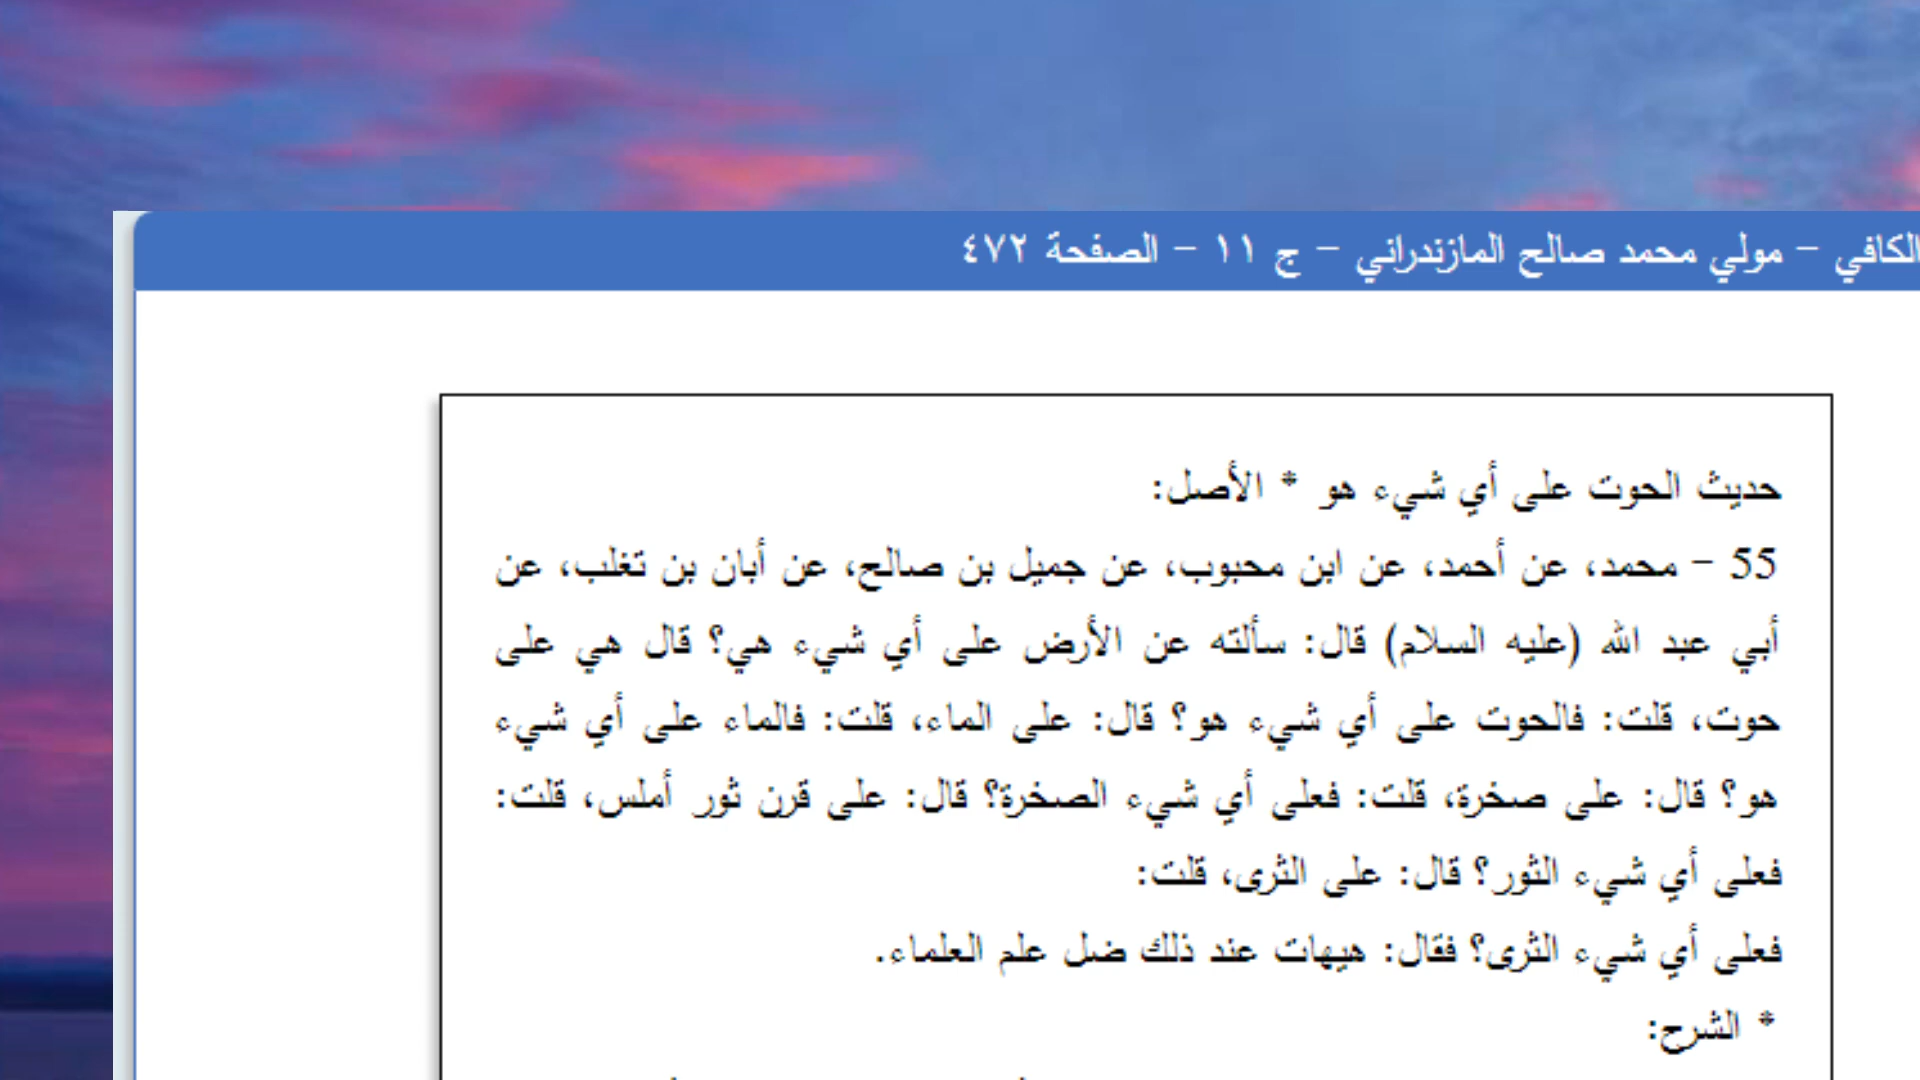 الكافي – مولي محمد صالح المازندراني – ج ١١ – الصفحة ٤٧٢
حديث الحوت على أي شيء هو * الأصل:
55 – محمد، عن أحمد، عن ابن محبوب، عن جميل بن صالح، عن أبان بن تغلب، عن
أبي عبد الله (عليه السلام) قال: سألته عن الأرض على أي شيء هي؟ قال هي على
حوت، قلت: فالحوت على أي شيء هو؟ قال: على الماء، قلت: فالماء على أي شيء
هو؟ قال: على صخرة، قلت: فعلى أي شيء الصخرة؟ قال: على قرن ثور أملس، قلت:
فعلى أي شيء الثور؟ قال: على الثرى، قلت:
فعلى أي شيء الثرى؟ فقال: هيهات عند ذلك ضل علم العلماء.
* الشرح: